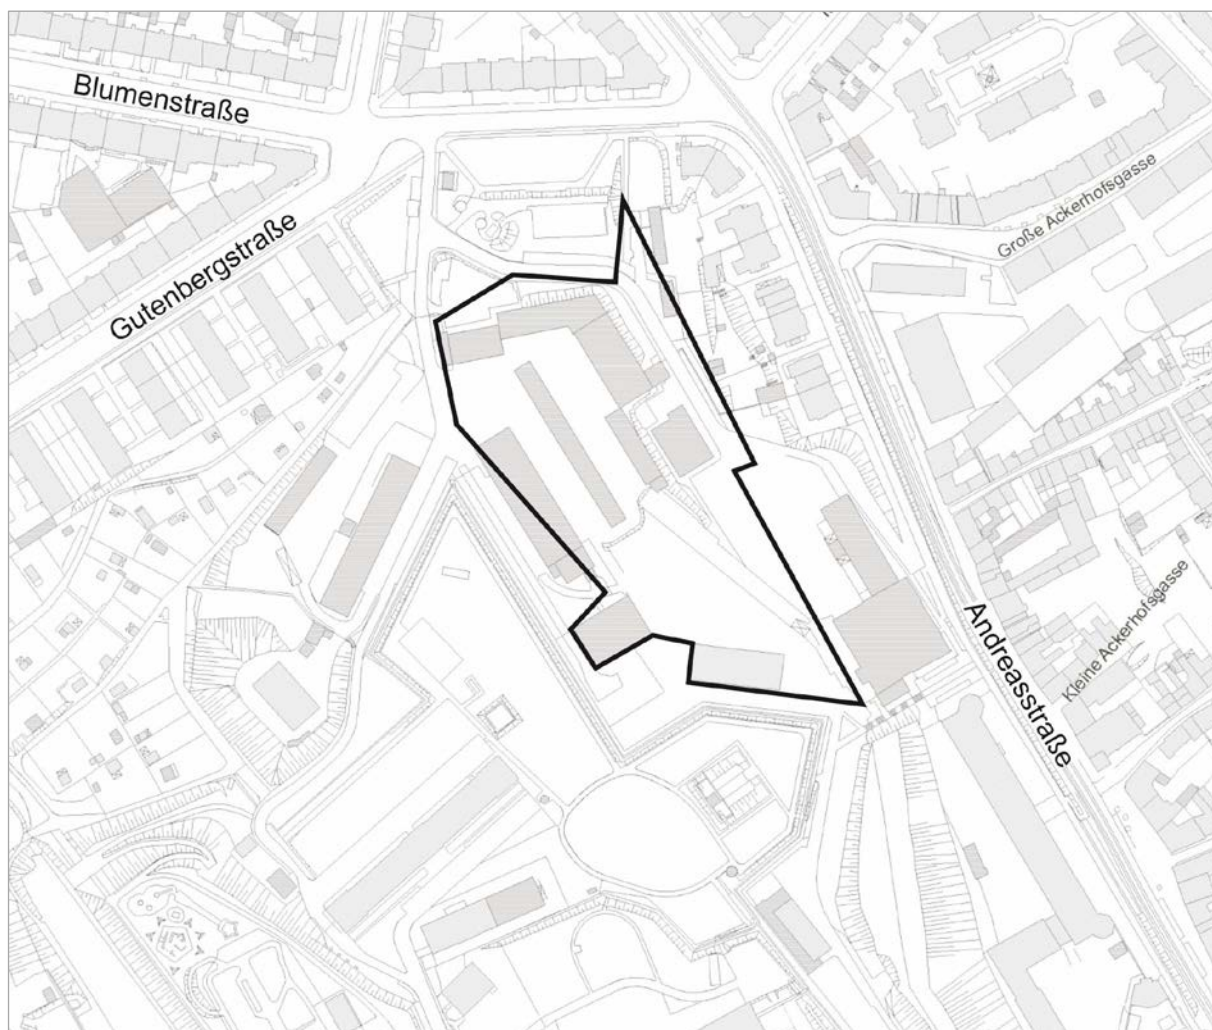 Blumenstraße
Gutenbergstraße
Große Ackerhofsgasse
Andreasstraße
Kleine Ackerhofsgasse